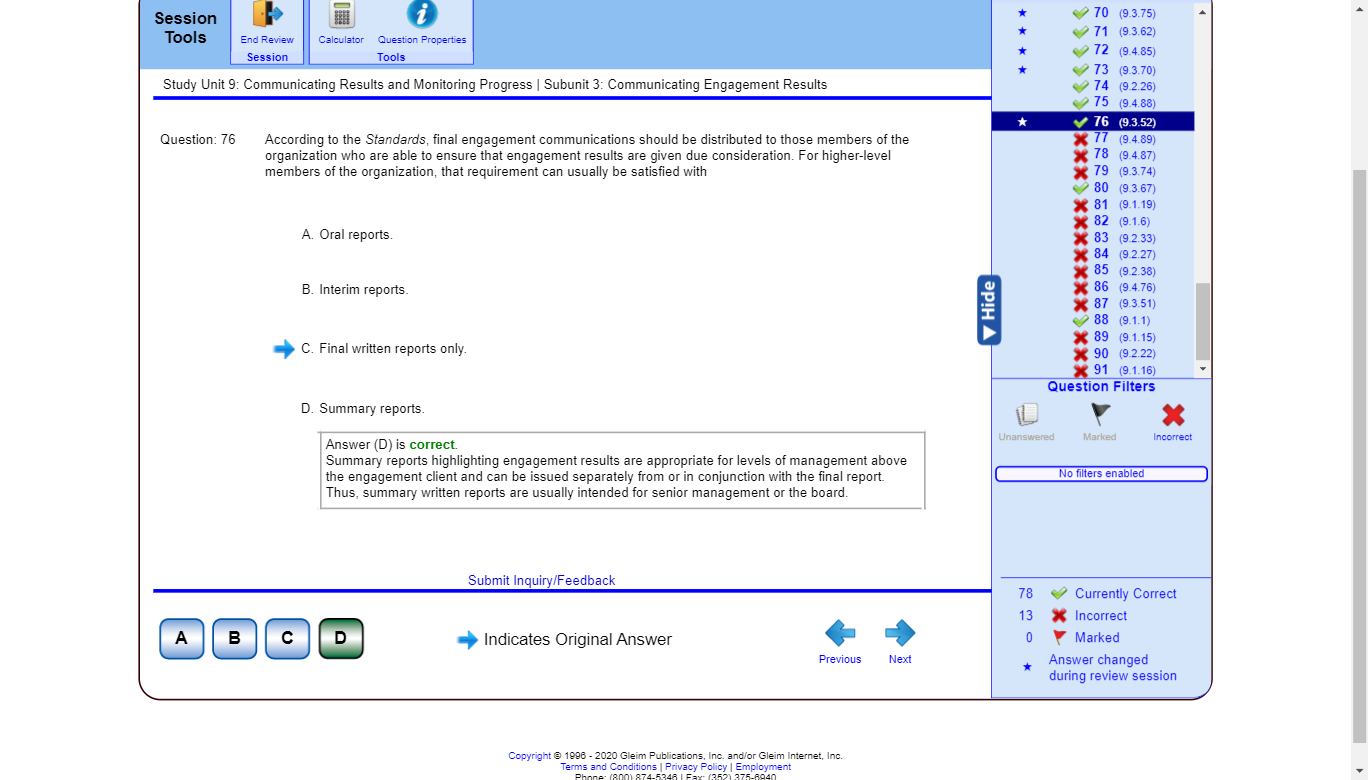 Session
Tools
End Review
Session
Calculator
Question Properties
Tools
Study Unit 9: Communicating Results and Monitoring Progress | Subunit 3: Communicating Engagement Results
Question: 76
According to the Standards, final engagement communications should be distributed to those members of the
organization who are able to ensure that engagement results are given due consideration. For higher-level
members of the organization, that requirement can usually be satisfied with
A. Oral reports.
B. Interim reports.
C. Final written reports only.
D. Summary reports.
Answer (D) is correct.
Summary reports highlighting engagement results are appropriate for levels of management above
the engagement client and can be issued separately from or in conjunction with the final report.
Thus, summary written reports are usually intended for senior management or the board.
Submit Inquiry/Feedback
A B C D
Indicates Original Answer
Previous
Next
70 (9.3.75)
71 (9.3.62)
72 (9.4.85)
73 (9.3.70)
74 (9.2.26)
75 (9.4.88)
76 (9.3.52)
77 (9.4.89)
78 (9.4.87)
79 (9.3.74)
80 (9.3.67)
81 (9.1.19)
82 (9.1.6)
83 (9.2.33)
84 (9.2.27)
85 (9.2.38)
86 (9.4.76)
87 (9.3.51)
88 (9.1.1)
89 (9.1.15)
90 (9.2.22)
91 (9.1.16)
Hide
Question Filters
Unanswered
Marked
Incorrect
No filters enabled
78 Currently Correct
13 Incorrect
0 Marked
Answer changed
during review session
Copyright © 1996 - 2020 Gleim Publications, Inc. and/or Gleim Internet, Inc.
Terms and Conditions | Privacy Policy | Employment
Phone: (800) 874-5346 | Fax: (352) 375-6940